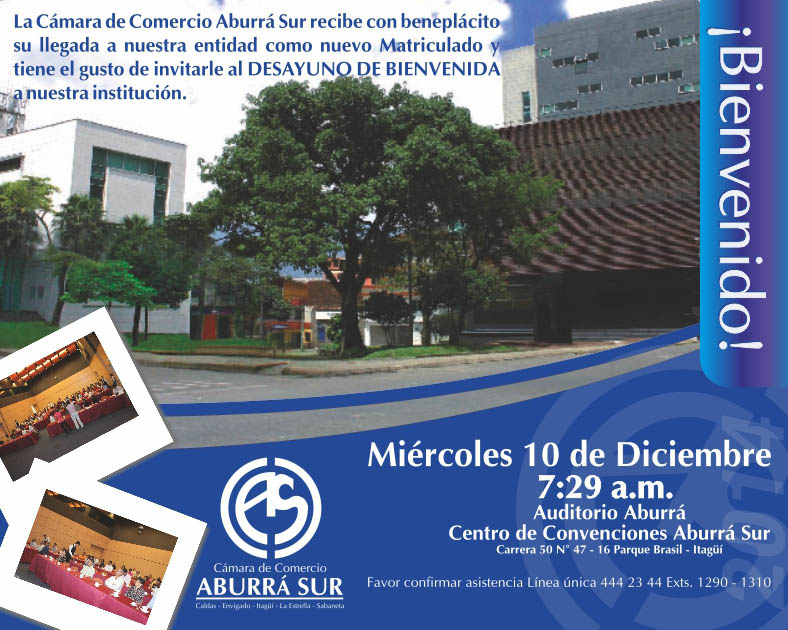 La Cámara de Comercio Aburrá Sur recibe con beneplácito
su llegada a nuestra entidad como nuevo Matriculado y
tiene el gusto de invitarle al DESAYUNO DE BIENVENIDA
a nuestra institución.
¡Bienvenido!
Miércoles 10 de Diciembre
7:29 a.m.
Auditorio Aburrá
Centro de Convenciones Aburrá Sur
Carrera 50 N° 47 - 16 Parque Brasil - Itagüí
Favor confirmar asistencia Línea única 444 23 44 Exts. 1290 - 1310
AS
Cámara de Comercio
ABURRÁ SUR
Caldas - Envigado - Itagüí - La Estrella - Sabaneta
2014